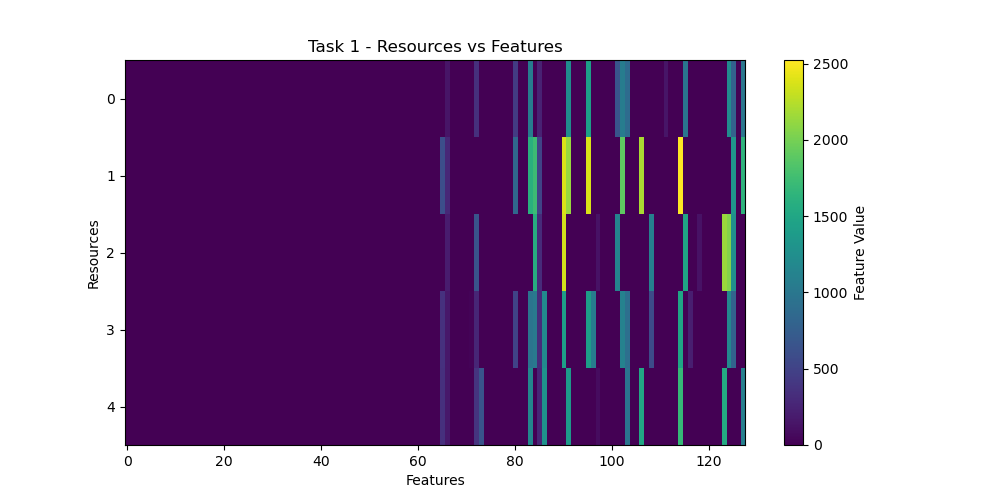 Task 1 - Resources vs Features
Resources
0
1
2
3
4
0 20 40 60 80 100 120
Features
2500
2000
1500
1000
500
0
Feature Value